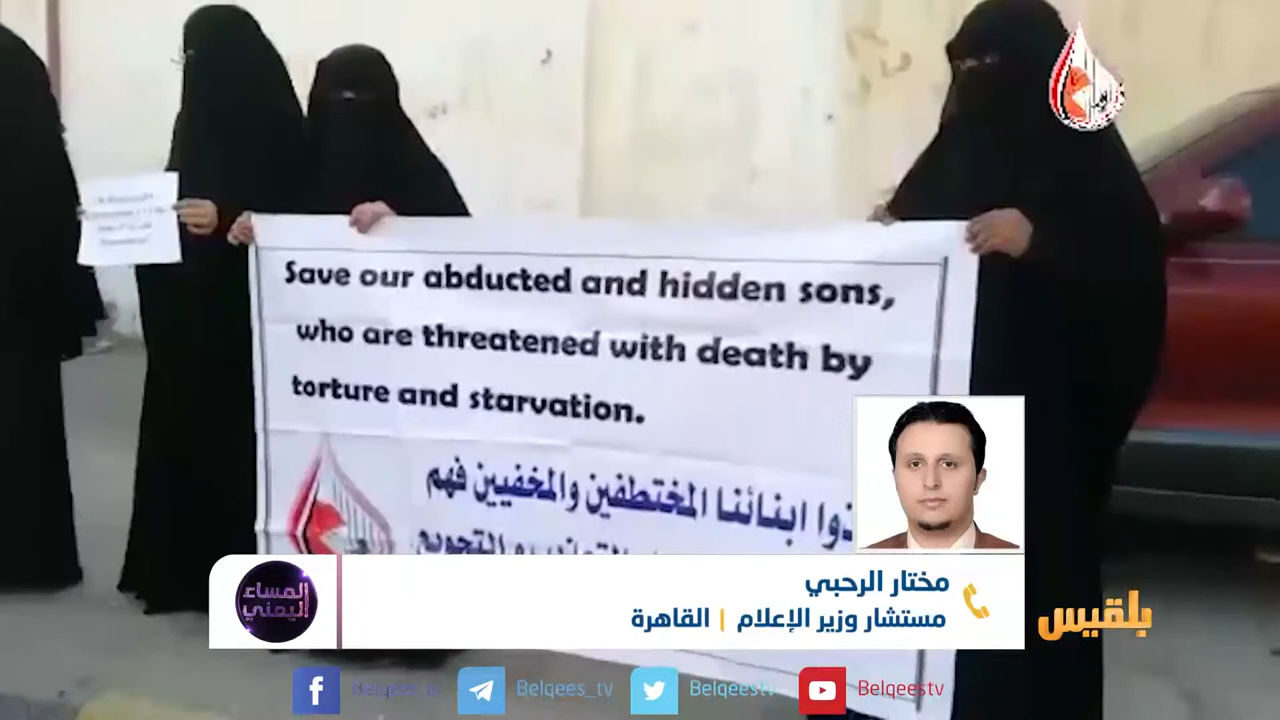 Save our abducted and hidden sons,
who are threatened with death by
torture and starvation.
ابنائنا المختطفين والمخفيين فهم
مختار الرحبي
مستشار وزير الإعلام | القاهرة
المساء
اليمني
بلقيس
Belqees_tv
Belqeestv
Belqeestv